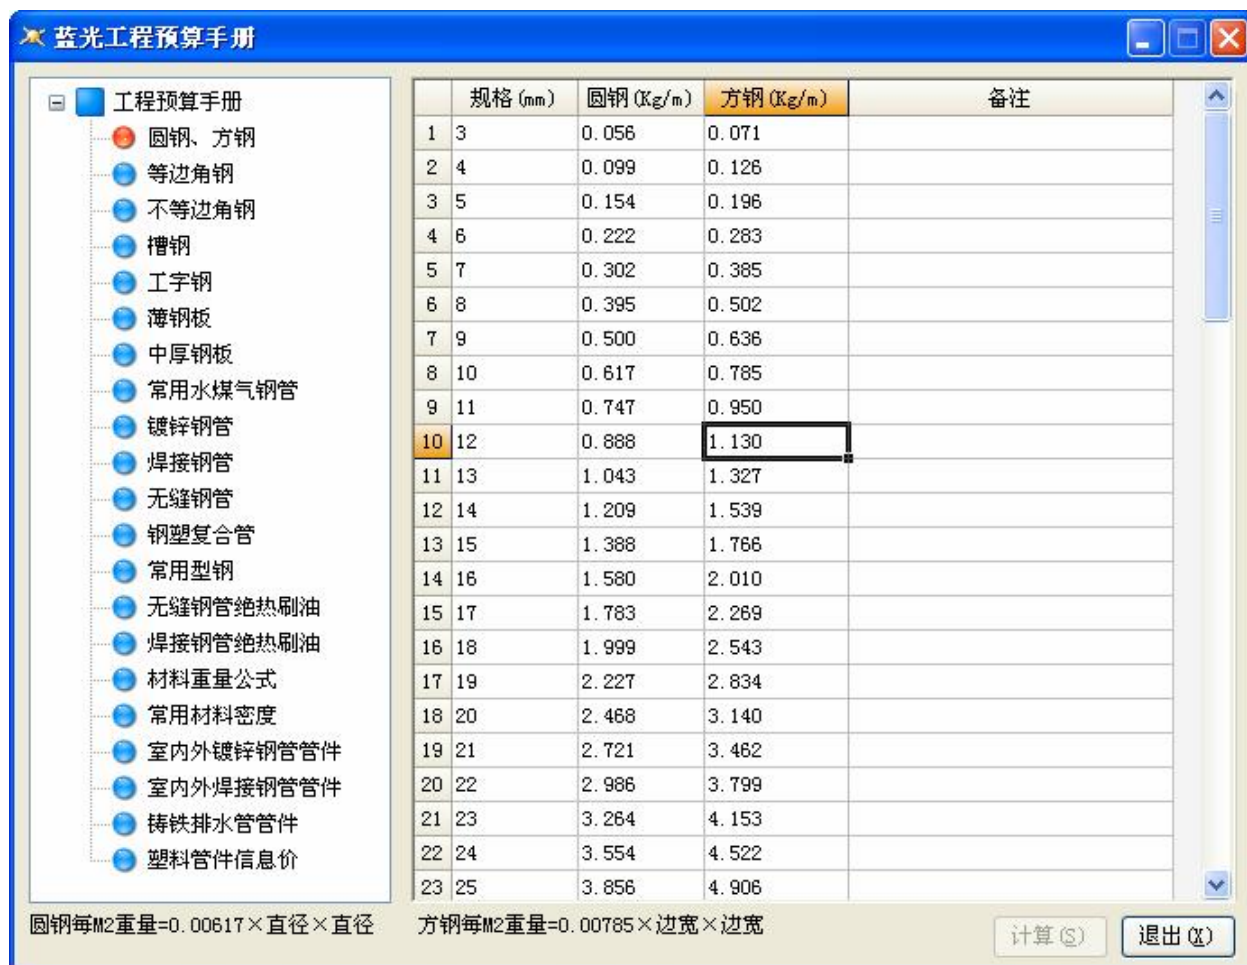 蓝光工程预算手册
工程预算手册
圆钢、方钢
等边角钢
不等边角钢
槽钢
工字钢
薄钢板
中厚钢板
常用水煤气钢管
镀锌钢管
焊接钢管
无缝钢管
钢塑复合管
常用型钢
无缝钢管绝热刷油
焊接钢管绝热刷油
材料重量公式
常用材料密度
室内外镀锌钢管管件
室内外焊接钢管管件
铸铁排水管管件
塑料管件信息价
规格(mm) 圆钢(Kg/m) 方钢(Kg/m) 备注
1 3 0.056 0.071
2 4 0.099 0.126
3 5 0.154 0.196
4 6 0.222 0.283
5 7 0.302 0.385
6 8 0.395 0.502
7 9 0.500 0.636
8 10 0.617 0.785
9 11 0.747 0.950
10 12 0.888 1.130
11 13 1.043 1.327
12 14 1.209 1.539
13 15 1.388 1.766
14 16 1.580 2.010
15 17 1.783 2.269
16 18 1.999 2.543
17 19 2.227 2.834
18 20 2.468 3.140
19 21 2.721 3.462
20 22 2.986 3.799
21 23 3.264 4.153
22 24 3.554 4.522
23 25 3.856 4.906
圆钢每M2重量=0.00617×直径×直径 方钢每M2重量=0.00785×边宽×边宽
计算(S) 退出(X)